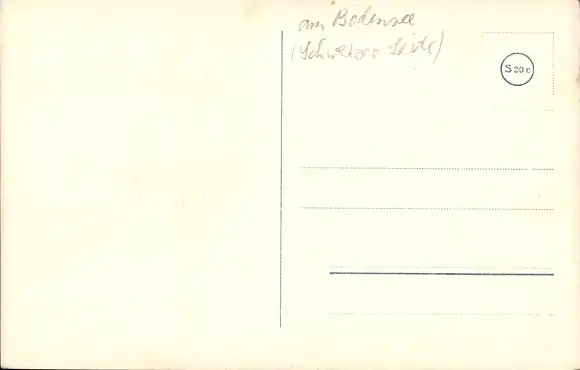 am Bodensee
(Schweizer Seite)
S 20 c